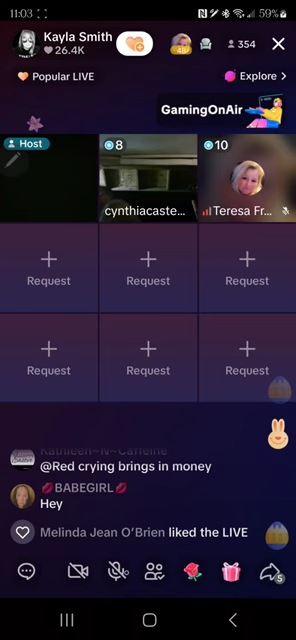 11:03
59%
Kayla Smith
26.4K
354
Popular LIVE
Explore >
GamingOnAir
Host
8
10
cynthiacaste...
Teresa Fr...
Request
Request
Request
Request
Request
Request
Kathleen~N~Caffeine
@Red crying brings in money
💋BABEGIRL💋
Hey
Melinda Jean O'Brien liked the LIVE
5